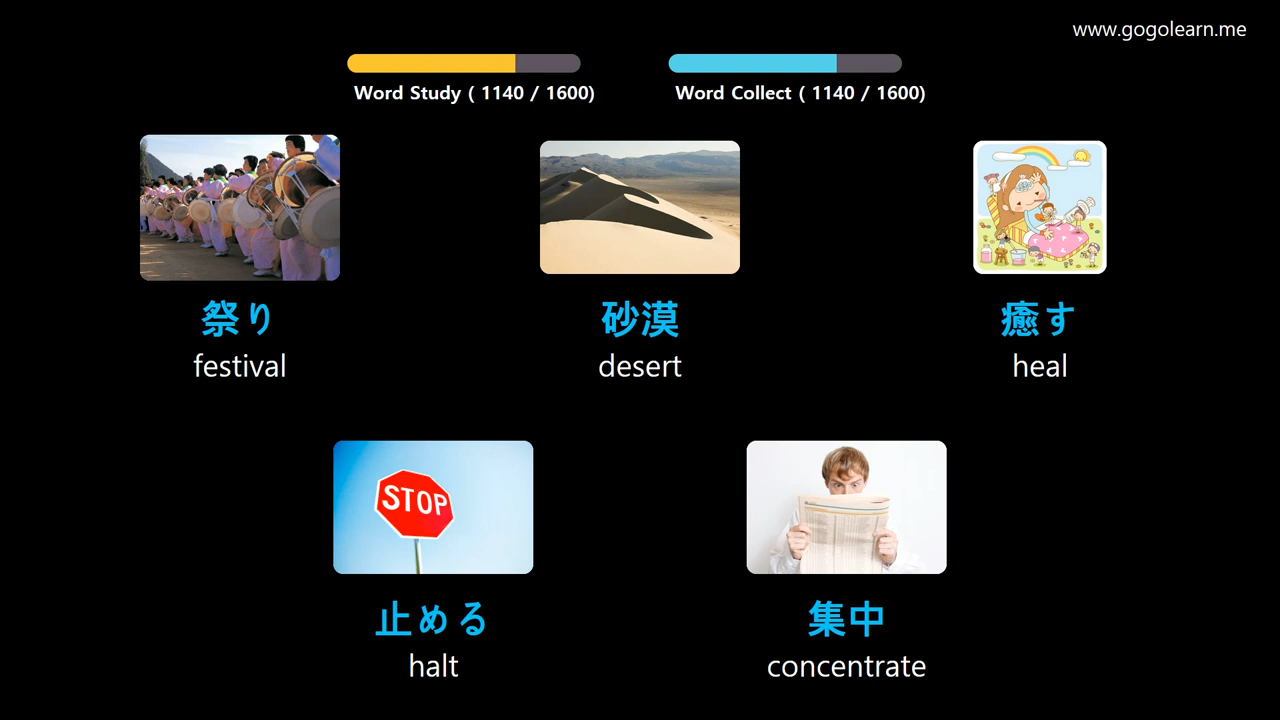 www.gogolearn.me
Word Study ( 1140 / 1600)
Word Collect ( 1140 / 1600)
祭り
festival
砂漠
desert
癒す
heal
STOP
止める
halt
集中
concentrate